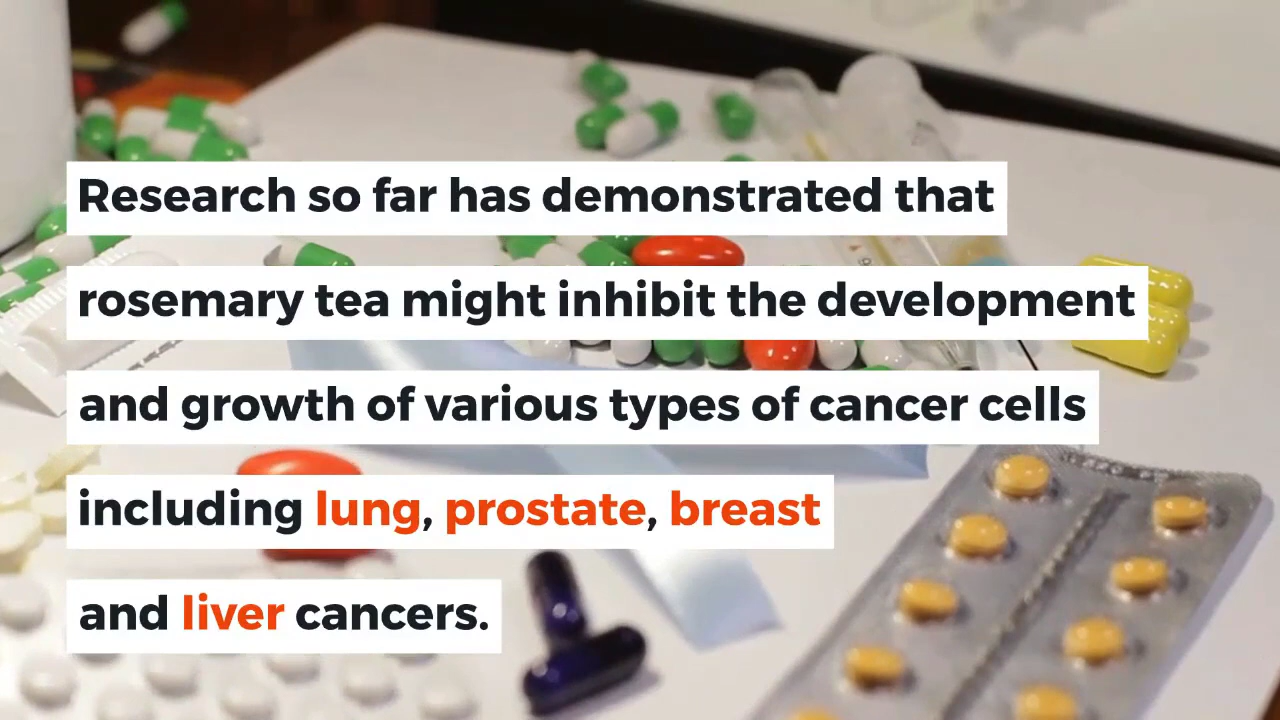 Research so far has demonstrated that
rosemary tea might inhibit the development
and growth of various types of cancer cells
including lung, prostate, breast
and liver cancers.